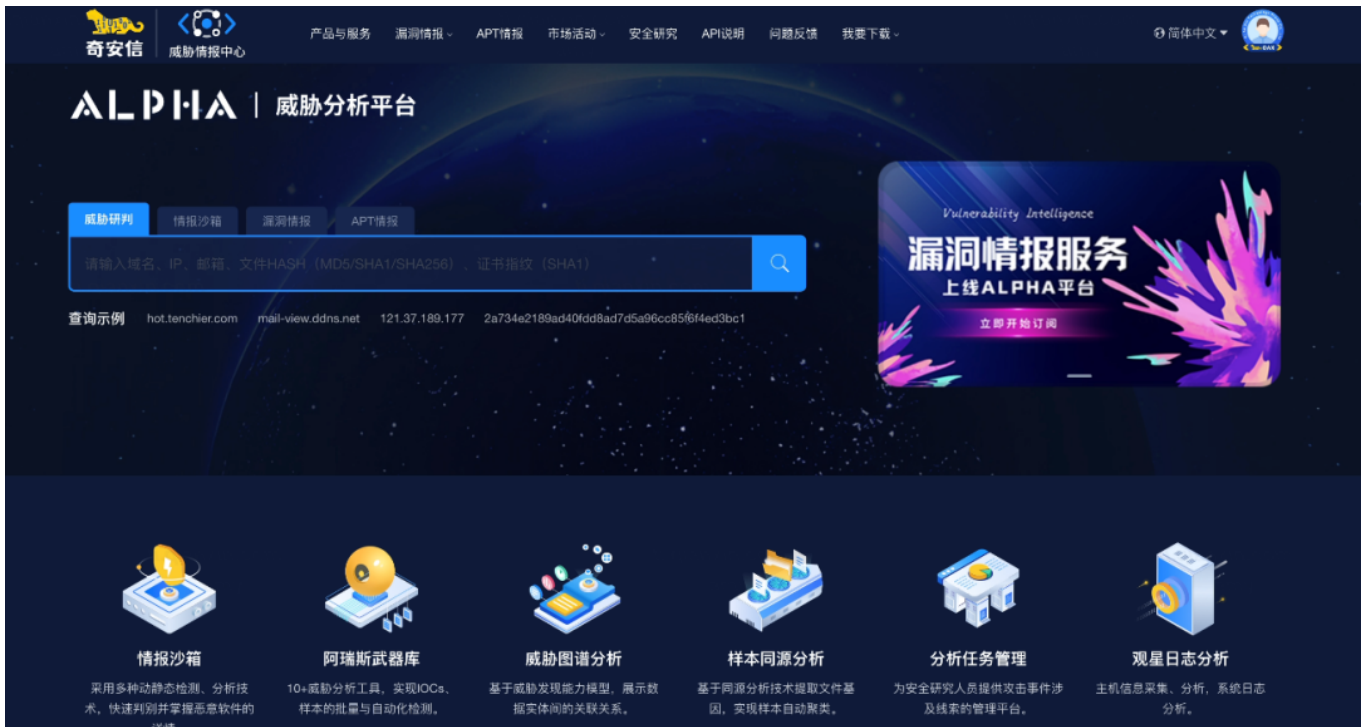 奇安信
威胁情报中心
产品与服务 漏洞情报 APT情报 市场活动 安全研究 API说明 问题反馈 我要下载
简体中文
ALPHA | 威胁分析平台
威胁研判 情报沙箱 漏洞情报 APT情报
请输入域名、IP、邮箱、文件HASH（MD5/SHA1/SHA256）、证书指纹（SHA1）
查询示例 hot.tenchier.com mail-view.ddns.net 121.37.189.177 2a734e2189ad40fdd8ad7d5a96cc85f6f4ed3bc1
Vulnerability Intelligence
漏洞情报服务
上线ALPHA平台
立即开始订阅
情报沙箱
采用多种动静态检测、分析技
术，快速判别并掌握恶意软件的
阿瑞斯武器库
10+威胁分析工具，实现IOCs、
样本的批量与自动化检测。
威胁图谱分析
基于威胁发现能力模型，展示数
据实体间的关联关系。
样本同源分析
基于同源分析技术提取文件基
因，实现样本自动聚类。
分析任务管理
为安全研究人员提供攻击事件涉
及线索的管理平台。
观星日志分析
主机信息采集、分析，系统日志
分析。